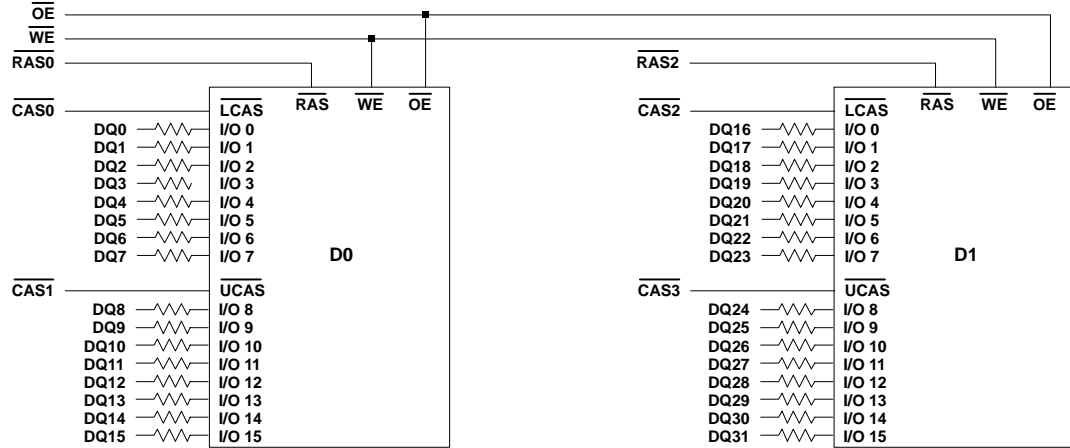 OE
WE
RAS0
RAS2
RAS WE OE
RAS WE OE
CAS0
LCAS
DQ0 I/O 0
DQ1 I/O 1
DQ2 I/O 2
DQ3 I/O 3
DQ4 I/O 4
DQ5 I/O 5
DQ6 I/O 6
DQ7 I/O 7
D0
CAS1
UCAS
DQ8 I/O 8
DQ9 I/O 9
DQ10 I/O 10
DQ11 I/O 11
DQ12 I/O 12
DQ13 I/O 13
DQ14 I/O 14
DQ15 I/O 15
CAS2
LCAS
DQ16 I/O 0
DQ17 I/O 1
DQ18 I/O 2
DQ19 I/O 3
DQ20 I/O 4
DQ21 I/O 5
DQ22 I/O 6
DQ23 I/O 7
D1
CAS3
UCAS
DQ24 I/O 8
DQ25 I/O 9
DQ26 I/O 10
DQ27 I/O 11
DQ28 I/O 12
DQ29 I/O 13
DQ30 I/O 14
DQ31 I/O 15